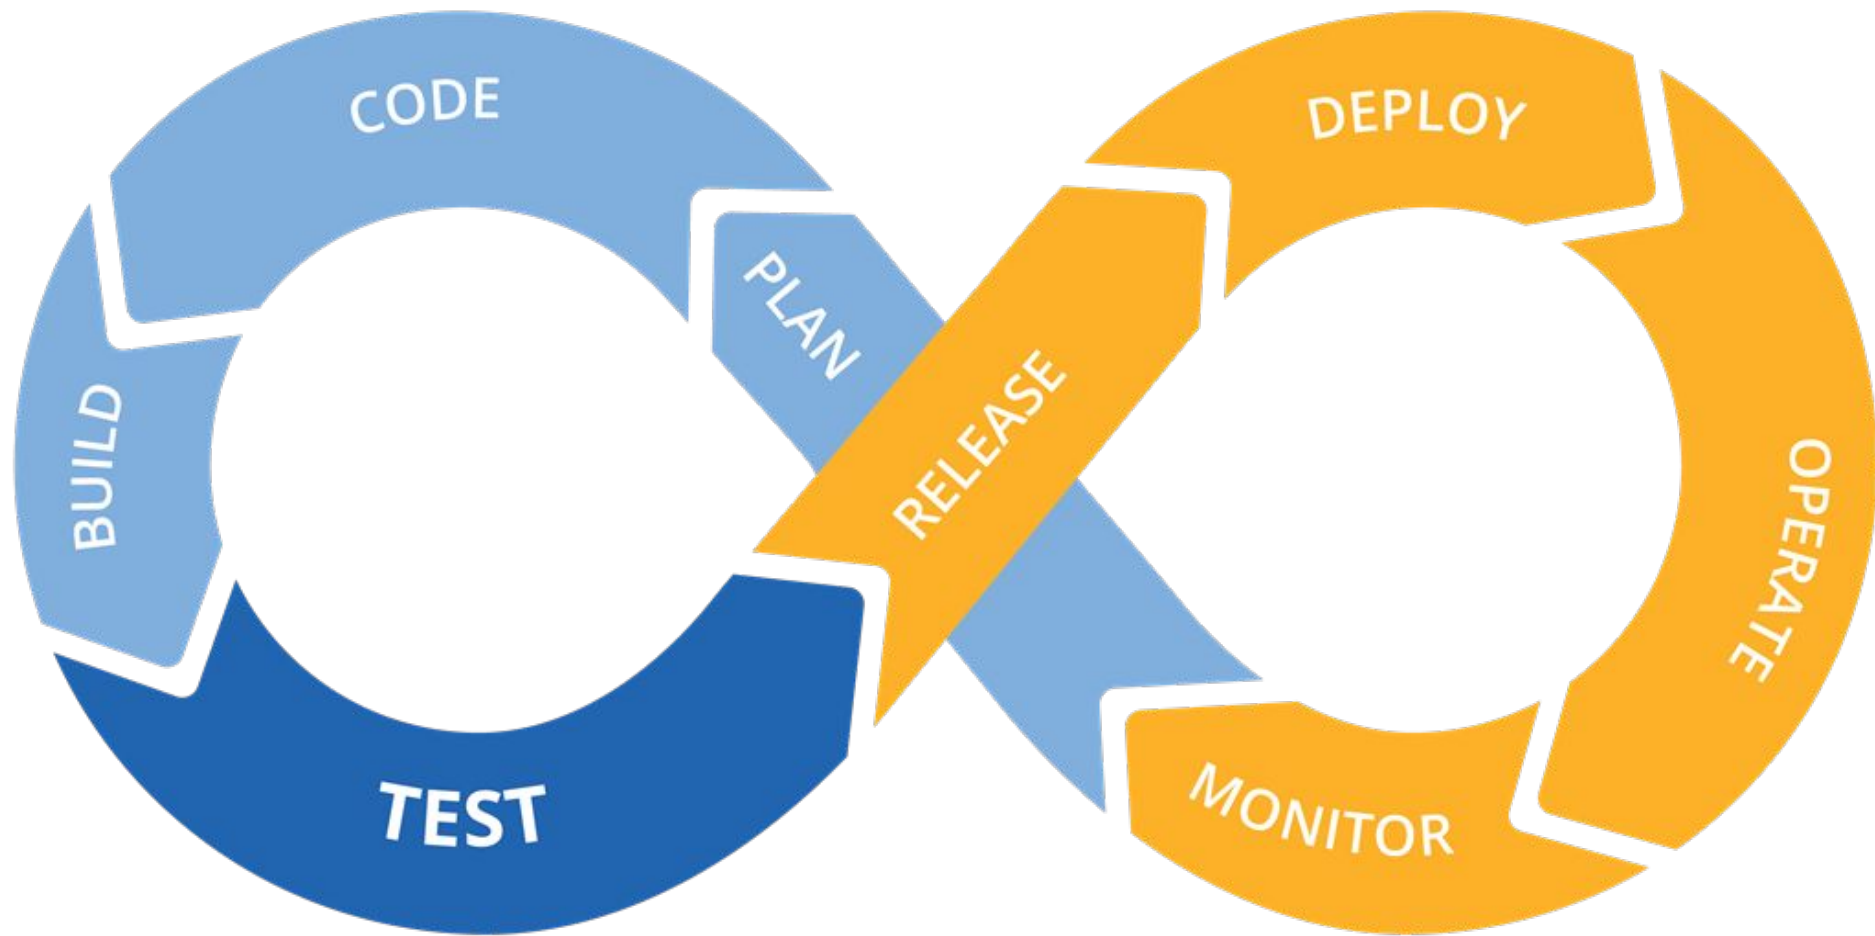 PLAN
CODE
BUILD
TEST
RELEASE
DEPLOY
OPERATE
MONITOR